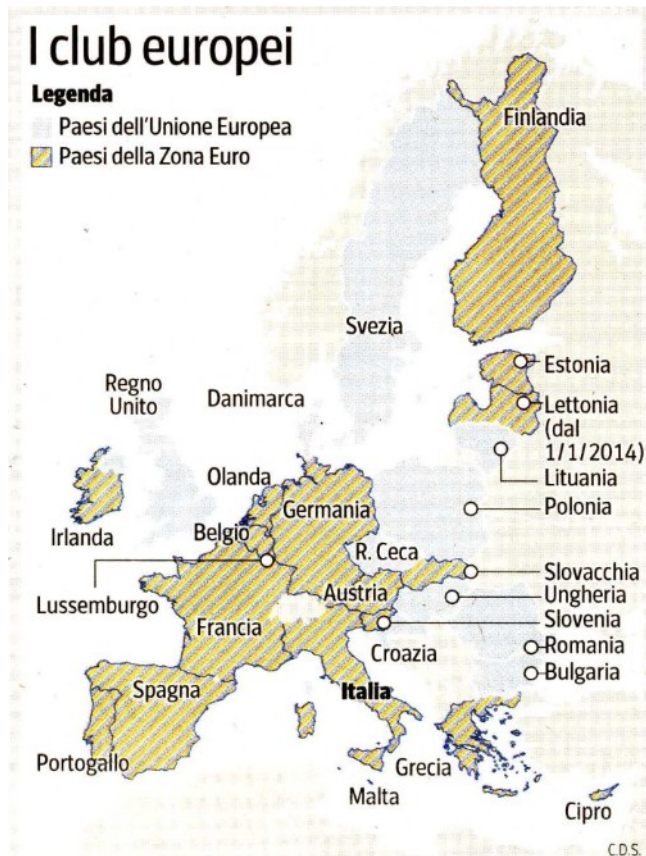 I club europei
Legenda
Paesi dell'Unione Europea
Paesi della Zona Euro
Finlandia
Svezia
Estonia
Regno
Unito
Danimarca
Lettonia
(dal
1/1/2014)
Lituania
Olanda
Germania
Polonia
Irlanda
Belgio
R. Ceca
Slovacchia
Lussemburgo
Austria
Ungheria
Slovenia
Francia
Croazia
Romania
Bulgaria
Spagna
Italia
Portogallo
Grecia
Malta
Cipro
C.D.S.